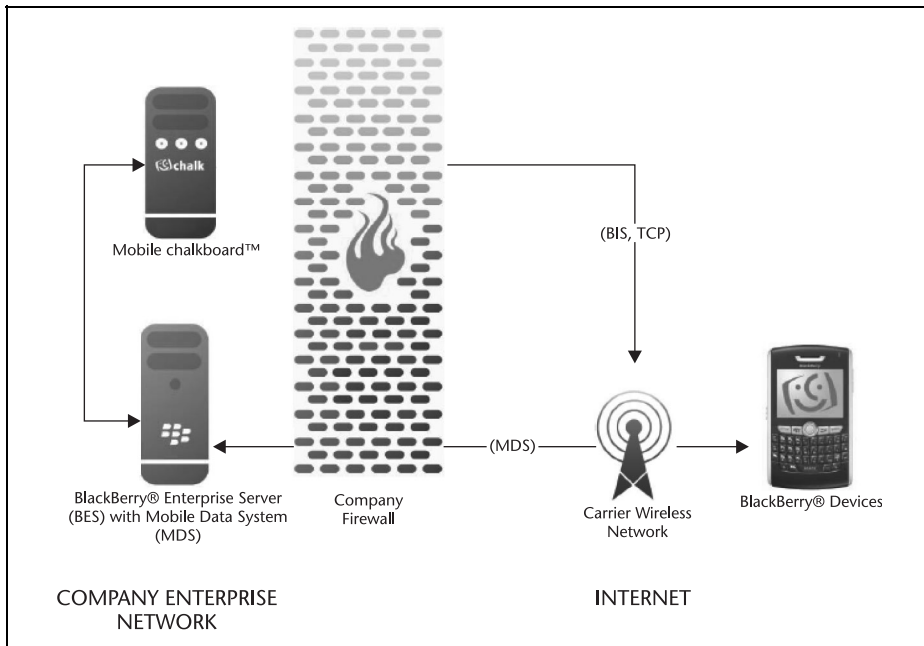 chalk
Mobile chalkboard™
(BIS, TCP)
BlackBerry
BlackBerry® Enterprise Server
(BES) with Mobile Data System
(MDS)
Company
Firewall
(MDS)
Carrier Wireless
Network
BlackBerry® Devices
COMPANY ENTERPRISE
NETWORK
INTERNET